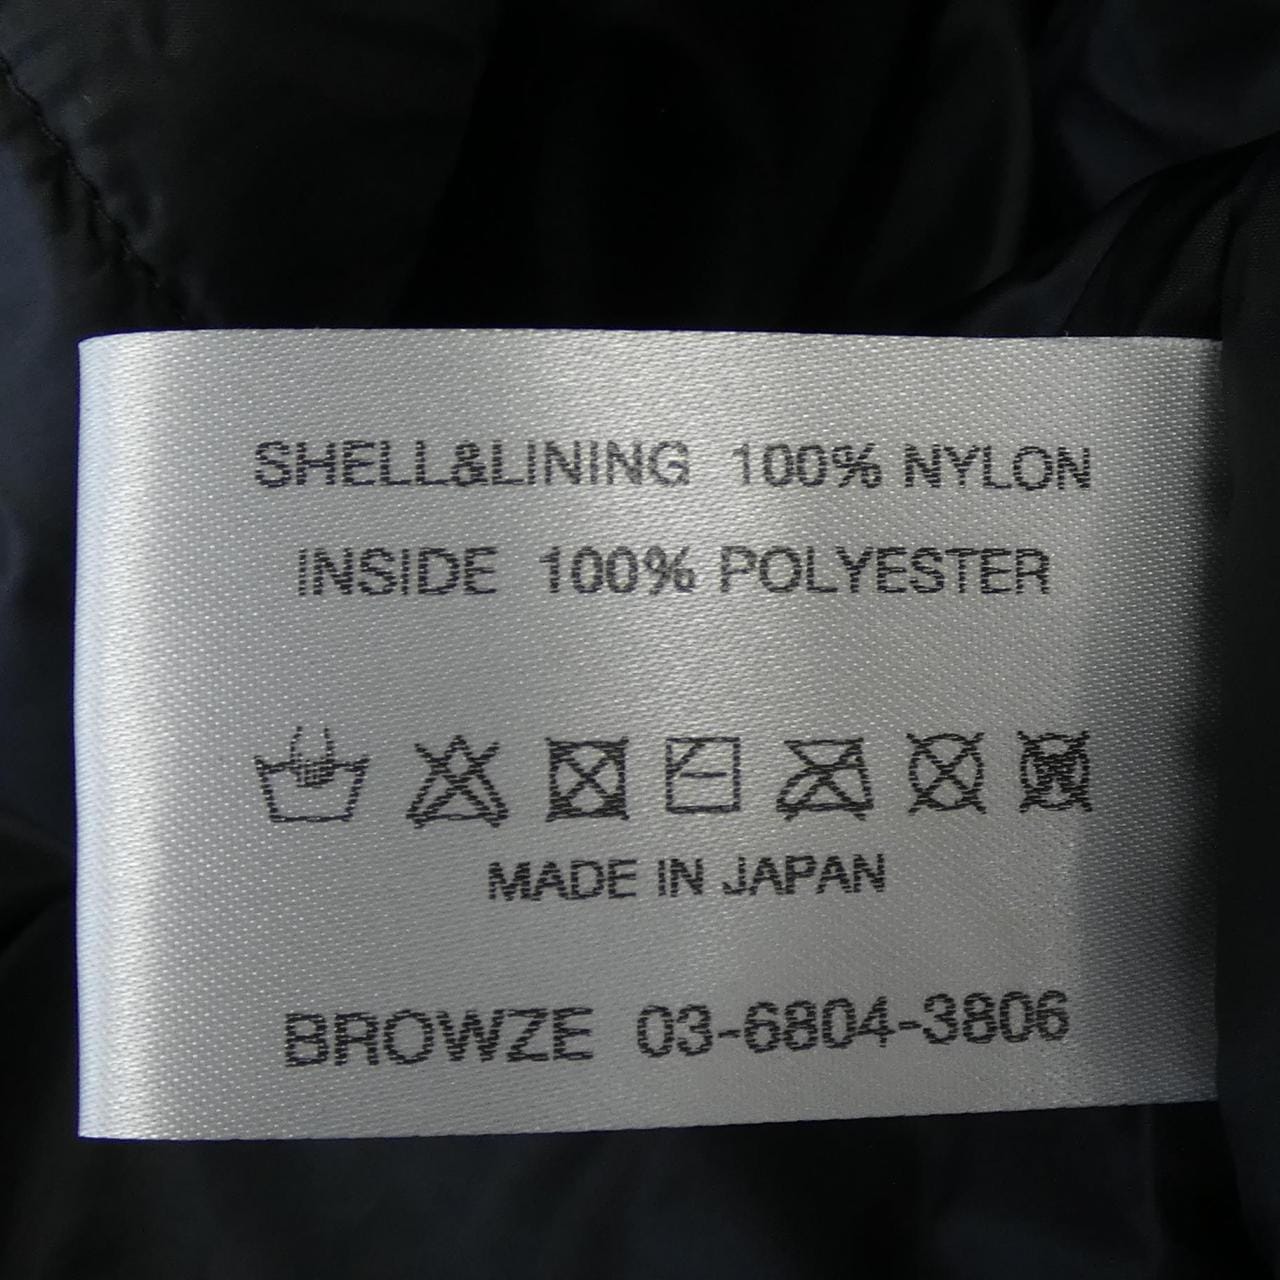 SHELL&LINING 100% NYLON
INSIDE 100% POLYESTER
MADE IN JAPAN
BROWZE 03-6804-3806